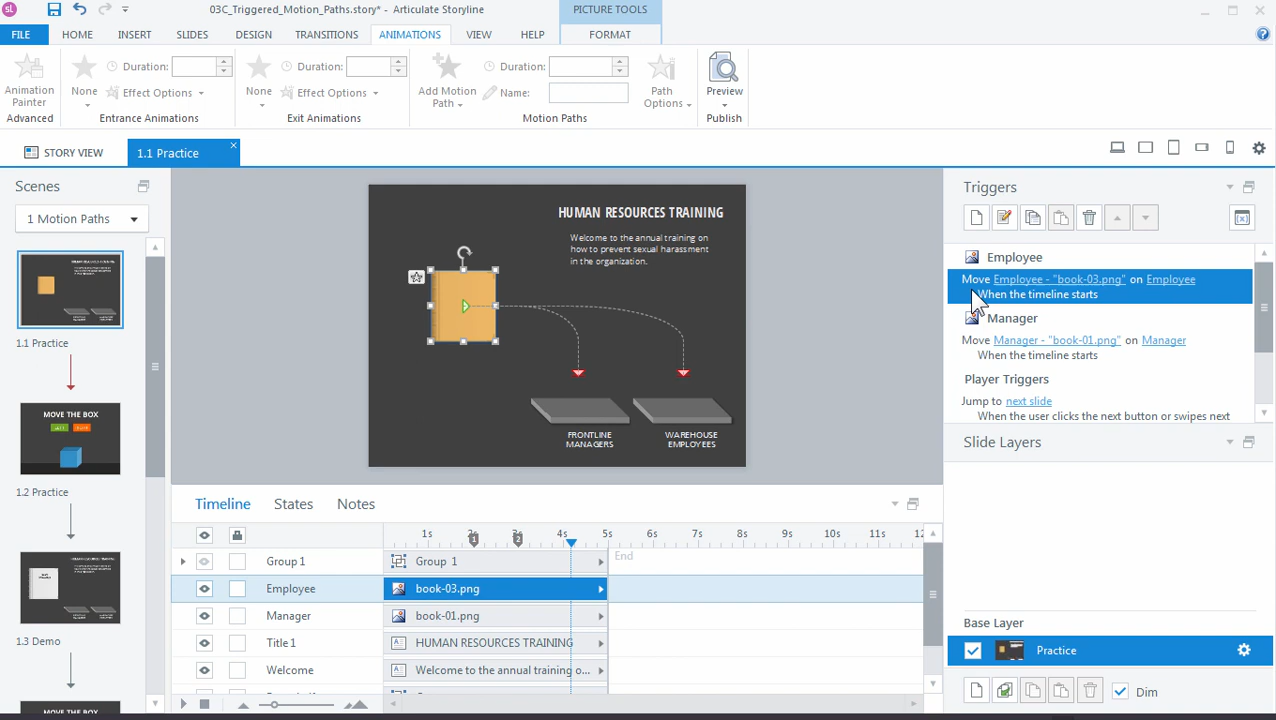 03C_Triggered_Motion_Paths.story* - Articulate Storyline
PICTURE TOOLS
FILE
HOME
INSERT
SLIDES
DESIGN
TRANSITIONS
ANIMATIONS
VIEW
HELP
FORMAT
Animation Painter
Advanced
None
Duration:
Effect Options
Entrance Animations
None
Duration:
Effect Options
Exit Animations
Add Motion Path
Duration:
Name:
Path Options
Motion Paths
Preview
Publish
STORY VIEW
1.1 Practice
Scenes
1 Motion Paths
1.1 Practice
MOVE THE BOX
1.2 Practice
1.3 Demo
HUMAN RESOURCES TRAINING
Welcome to the annual training on
how to prevent sexual harassment
in the organization.
FRONTLINE
MANAGERS
WAREHOUSE
EMPLOYEES
Triggers
Employee
Move Employee - "book-03.png" on Employee
When the timeline starts
Manager
Move Manager - "book-01.png" on Manager
When the timeline starts
Player Triggers
Jump to next slide
When the user clicks the next button or swipes next
Slide Layers
Base Layer
Practice
Dim
Timeline
States
Notes
1s 2s 3s 4s 5s 6s 7s 8s 9s 10s 11s
1 2
Group 1
Group 1
End
Employee
book-03.png
Manager
book-01.png
Title1
HUMAN RESOURCES TRAINING
Welcome
Welcome to the annual training o...